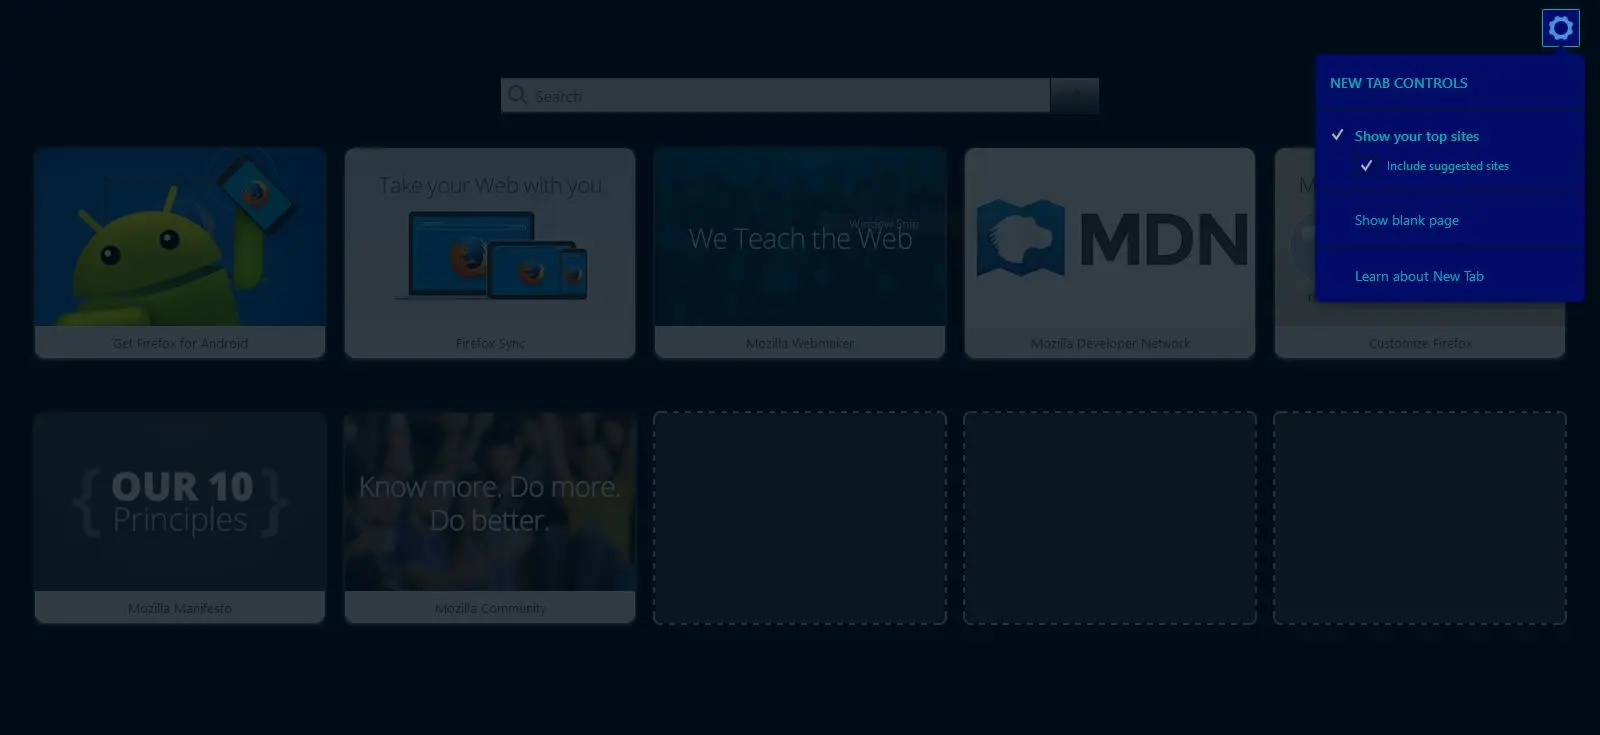 NEW TAB CONTROLS
Search
Show your top sites
Include suggested sites
Take your Web with you
Show blank page
Window Snip
We Teach the Web
MDN
Learn about New Tab
Get Firefox for Android
Firefox Sync
Mozilla Webmaker
Mozilla Developer Network
Customize Firefox
{ OUR 10 Principles }
Know more. Do more.
Do better.
Mozilla Manifesto
Mozilla Community